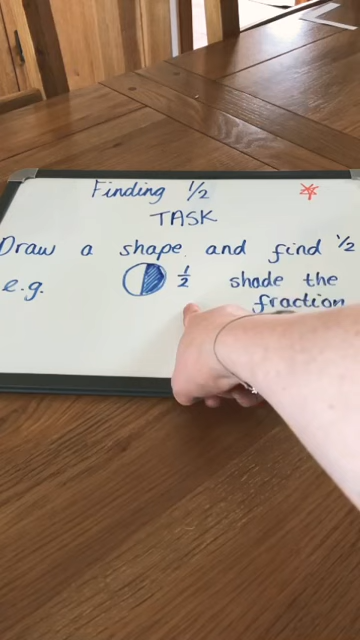 Finding 1/2
TASK
Draw a shape and find 1/2
e.g. 1/2 shade the
fraction